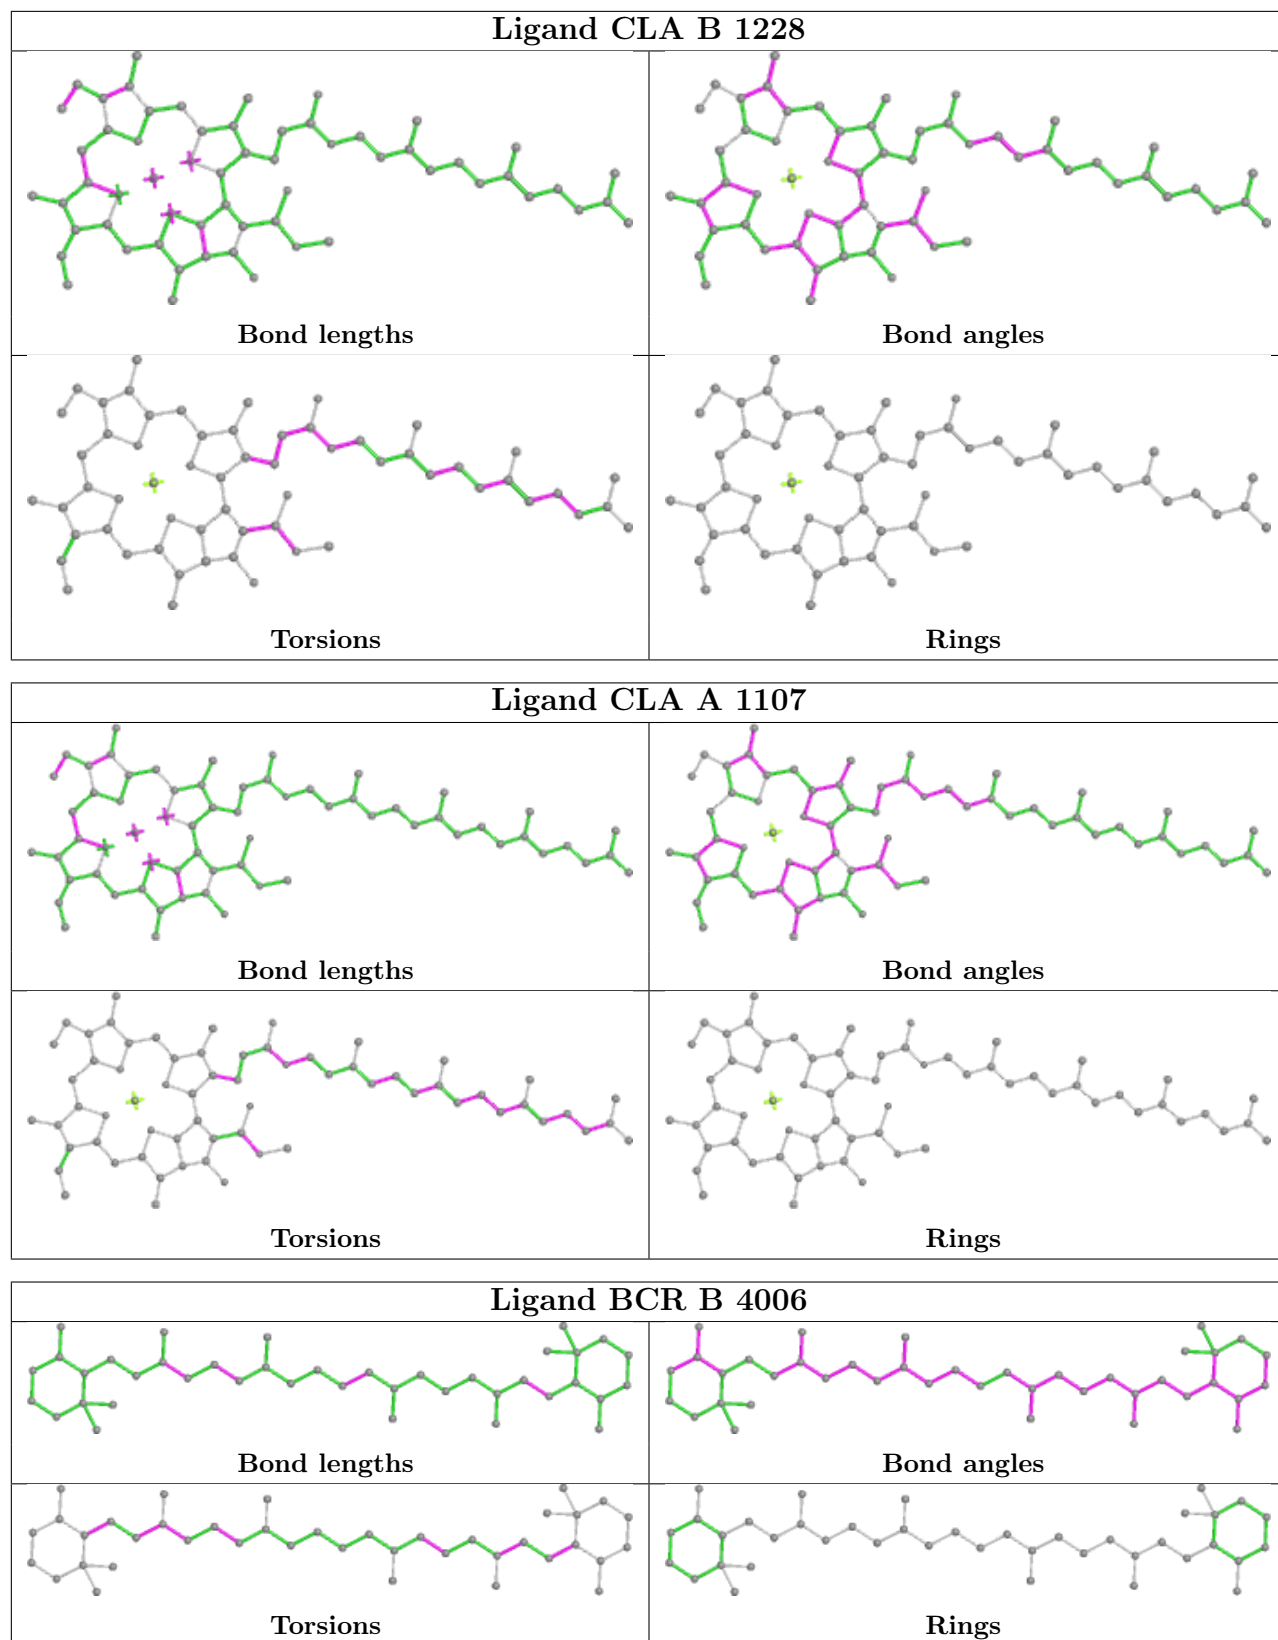 Ligand CLA B 1228
Bond lengths
Bond angles
Torsions
Rings
Ligand CLA A 1107
Bond lengths
Bond angles
Torsions
Rings
Ligand BCR B 4006
Bond lengths
Bond angles
Torsions
Rings